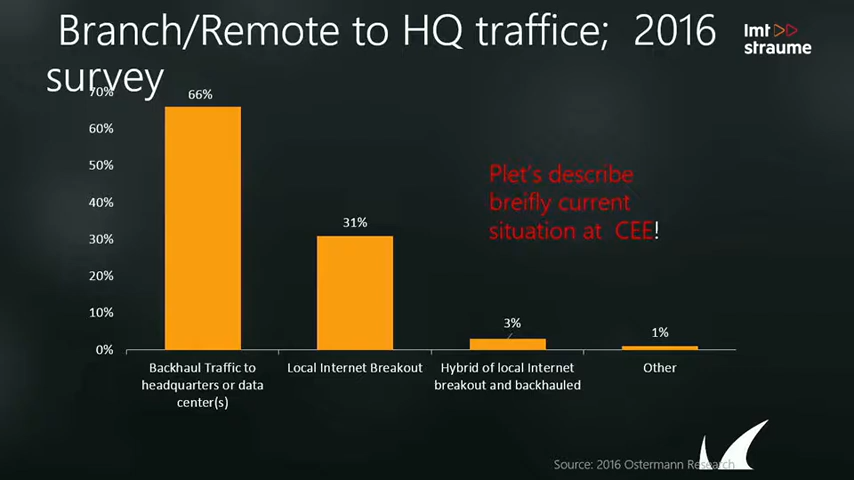 Branch/Remote to HQ traffice; 2016
survey
lmt
straume
70%
60%
50%
40%
30%
20%
10%
0%
66%
31%
3%
1%
Plet's describe
breifly current
situation at CEE!
Backhaul Traffic to
headquarters or data
center(s)
Local Internet Breakout
Hybrid of local Internet
breakout and backhauled
Other
Source: 2016 Ostermann Research